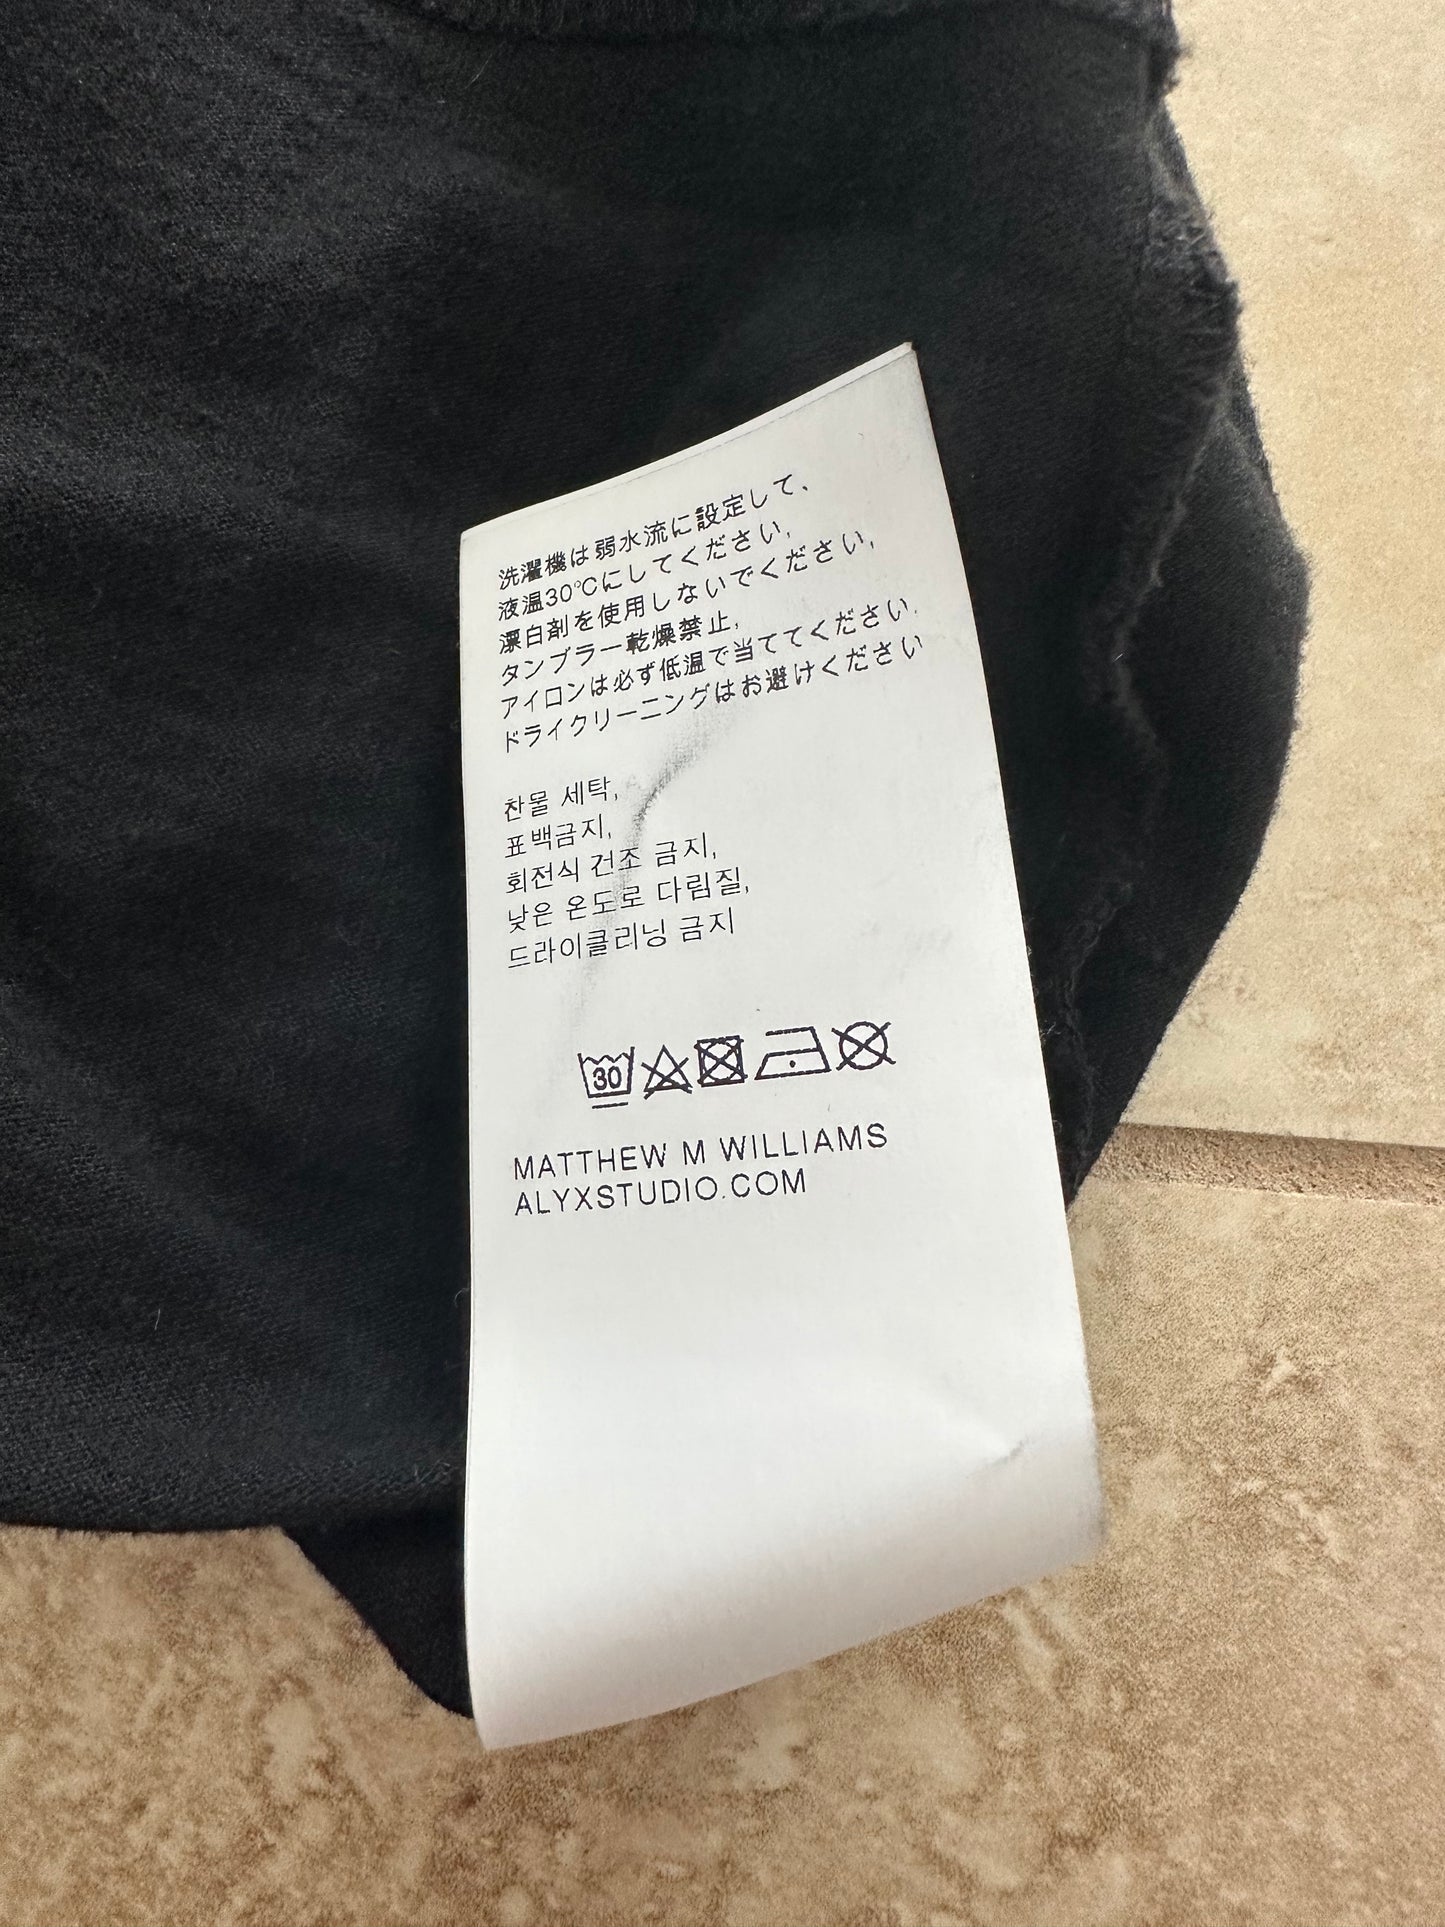 洗濯機は弱水流に設定して、
液温30℃にしてください,
漂白剤を使用しないでください,
タンブラー乾燥禁止,
アイロンは必ず低温で当ててください.
ドライクリーニングはお避けください
찬물 세탁,
표백금지,
회전식 건조 금지,
낮은 온도로 다림질,
드라이클리닝 금지
30
MATTHEW M WILLIAMS
ALYXSTUDIO.COM